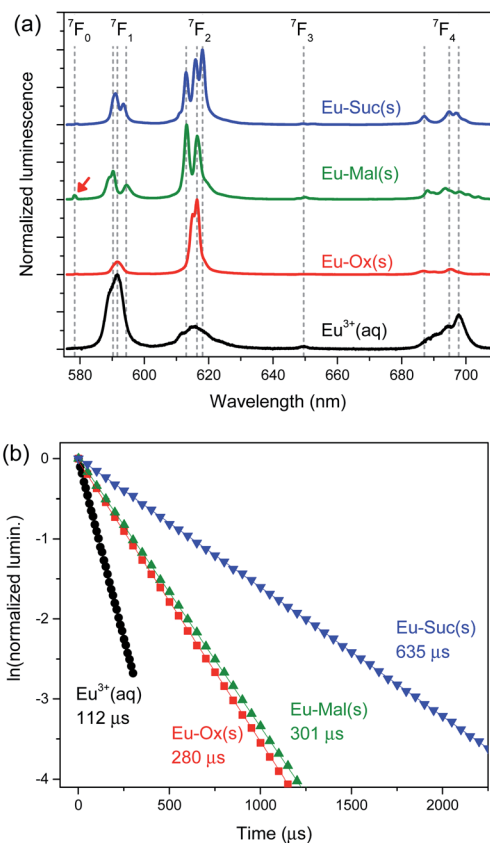 (a)
⁷F₀ ⁷F₁ ⁷F₂ ⁷F₃ ⁷F₄
Normalized luminescence
Eu-Suc(s)
Eu-Mal(s)
Eu-Ox(s)
Eu³⁺(aq)
580 600 620 640 660 680 700
Wavelength (nm)
(b)
0
-1
-2
-3
-4
ln(normalized lumin.)
Eu-Suc(s)
635 μs
Eu³⁺(aq)
112 μs
Eu-Ox(s)
280 μs
Eu-Mal(s)
301 μs
0 500 1000 1500 2000
Time (μs)